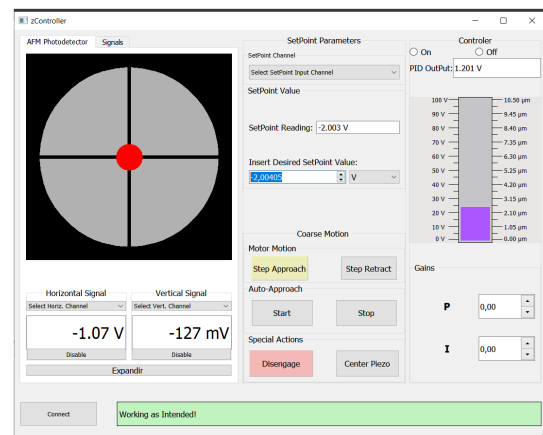 zController
AFM Photodetector
Signals
Horizontal Signal
Vertical Signal
Select Horiz. Channel
Select Vert. Channel
-1.07 V
-127 mV
Disable
Disable
Expandir
SetPoint Parameters
SetPoint Channel
Select SetPoint Input Channel
SetPoint Value
SetPoint Reading: -2.003 V
Insert Desired SetPoint Value:
-2,00405
V
Coarse Motion
Motor Motion
Step Approach
Step Retract
Auto-Approach
Start
Stop
Special Actions
Disengage
Center Piezo
Controler
On
Off
PID OutPut: 1.201 V
100 V 10.50 μm
90 V 9.45 μm
80 V 8.40 μm
70 V 7.35 μm
60 V 6.30 μm
50 V 5.25 μm
40 V 4.20 μm
30 V 3.15 μm
20 V 2.10 μm
10 V 1.05 μm
0 V 0.00 μm
Gains
P 0,00
I 0,00
Connect
Working as Intended!